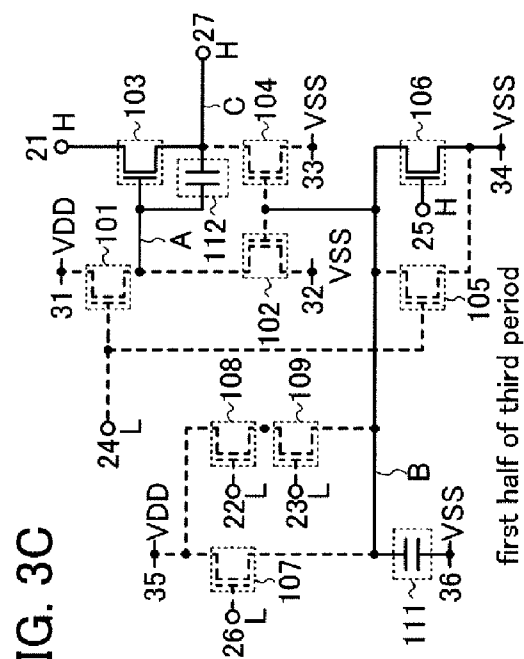 IG. 3C
35 VDD
26 L
107
22 L
108
23 L
109
B
111
36 VSS
24 L
31 VDD
101
A
102
32 VSS
21 H
103
112
C
27 H
104
33 VSS
105
25 H
106
34 VSS
first half of third period